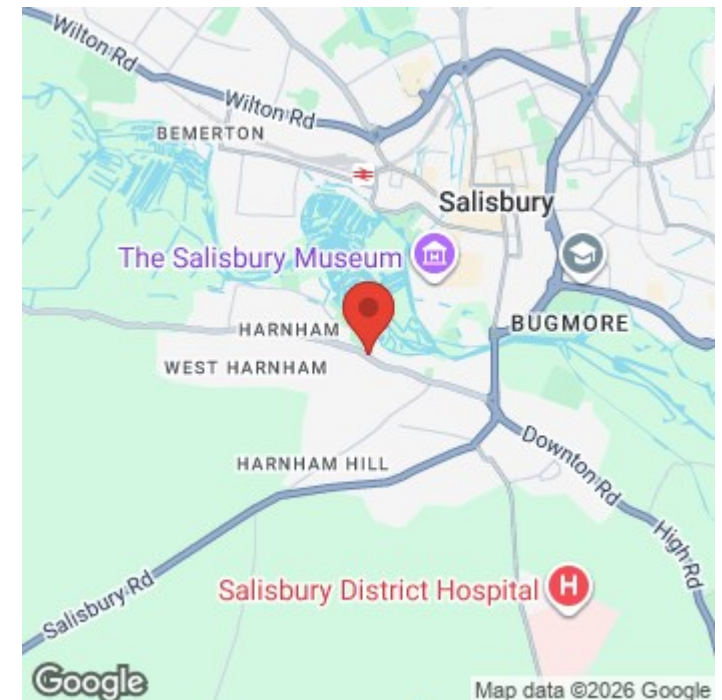 Wilton Rd
Wilton Rd
BEMERTON
Salisbury
The Salisbury Museum
HARNHAM
BUGMORE
WEST HARNHAM
HARNHAM HILL
Downton Rd
High Rd
Salisbury Rd
Salisbury District Hospital
H
Google
Map data ©2026 Google